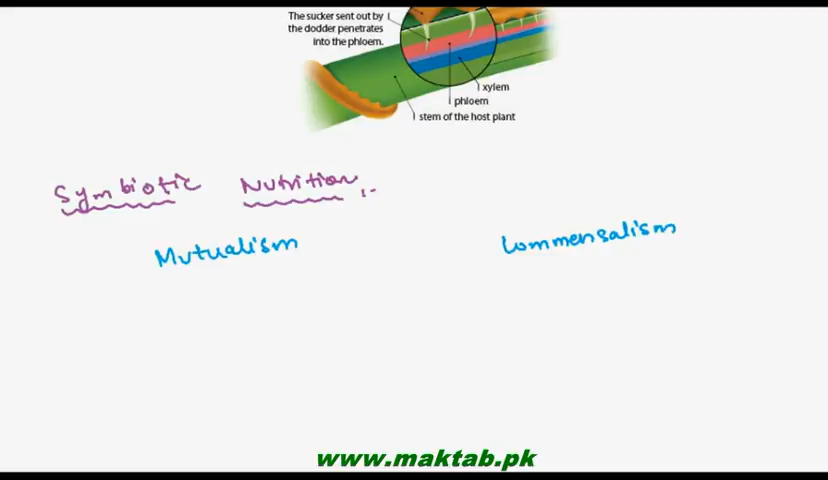 The sucker sent out by
the dodder penetrates
into the phloem.
xylem
phloem
stem of the host plant
Symbiotic Nutrition :-
Mutualism
Commensalism
www.maktab.pk